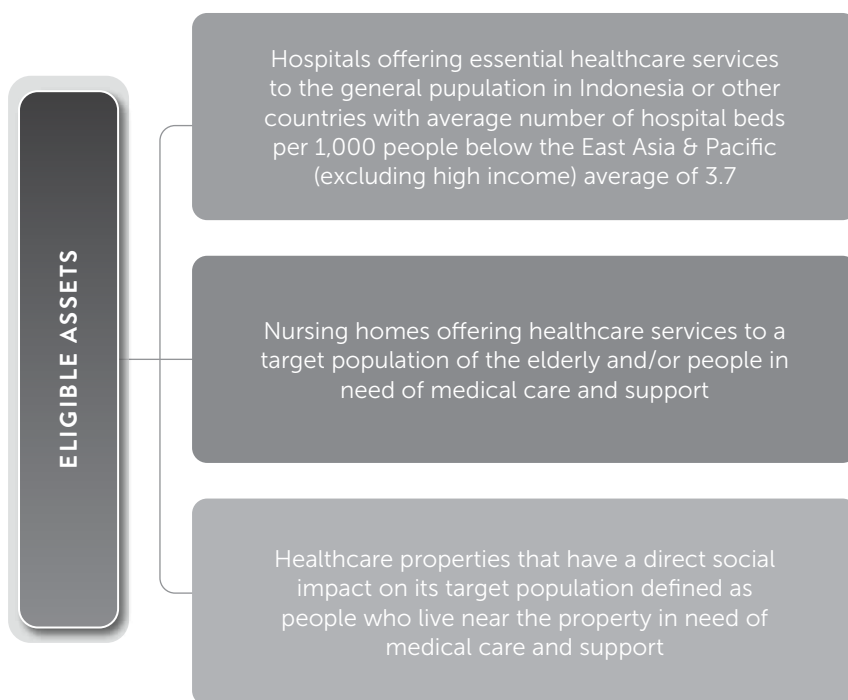 ELIGIBLE ASSETS
Hospitals offering essential healthcare services
to the general pupulation in Indonesia or other
countries with average number of hospital beds
per 1,000 people below the East Asia & Pacific
(excluding high income) average of 3.7
Nursing homes offering healthcare services to a
target population of the elderly and/or people in
need of medical care and support
Healthcare properties that have a direct social
impact on its target population defined as
people who live near the property in need of
medical care and support